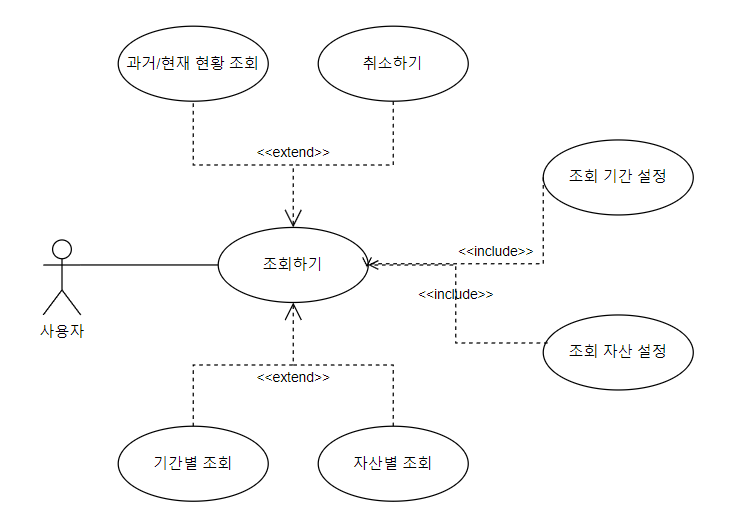 과거/현재 현황 조회
취소하기
<<extend>>
조회 기간 설정
<<include>>
조회하기
<<include>>
사용자
조회 자산 설정
<<extend>>
기간별 조회
자산별 조회